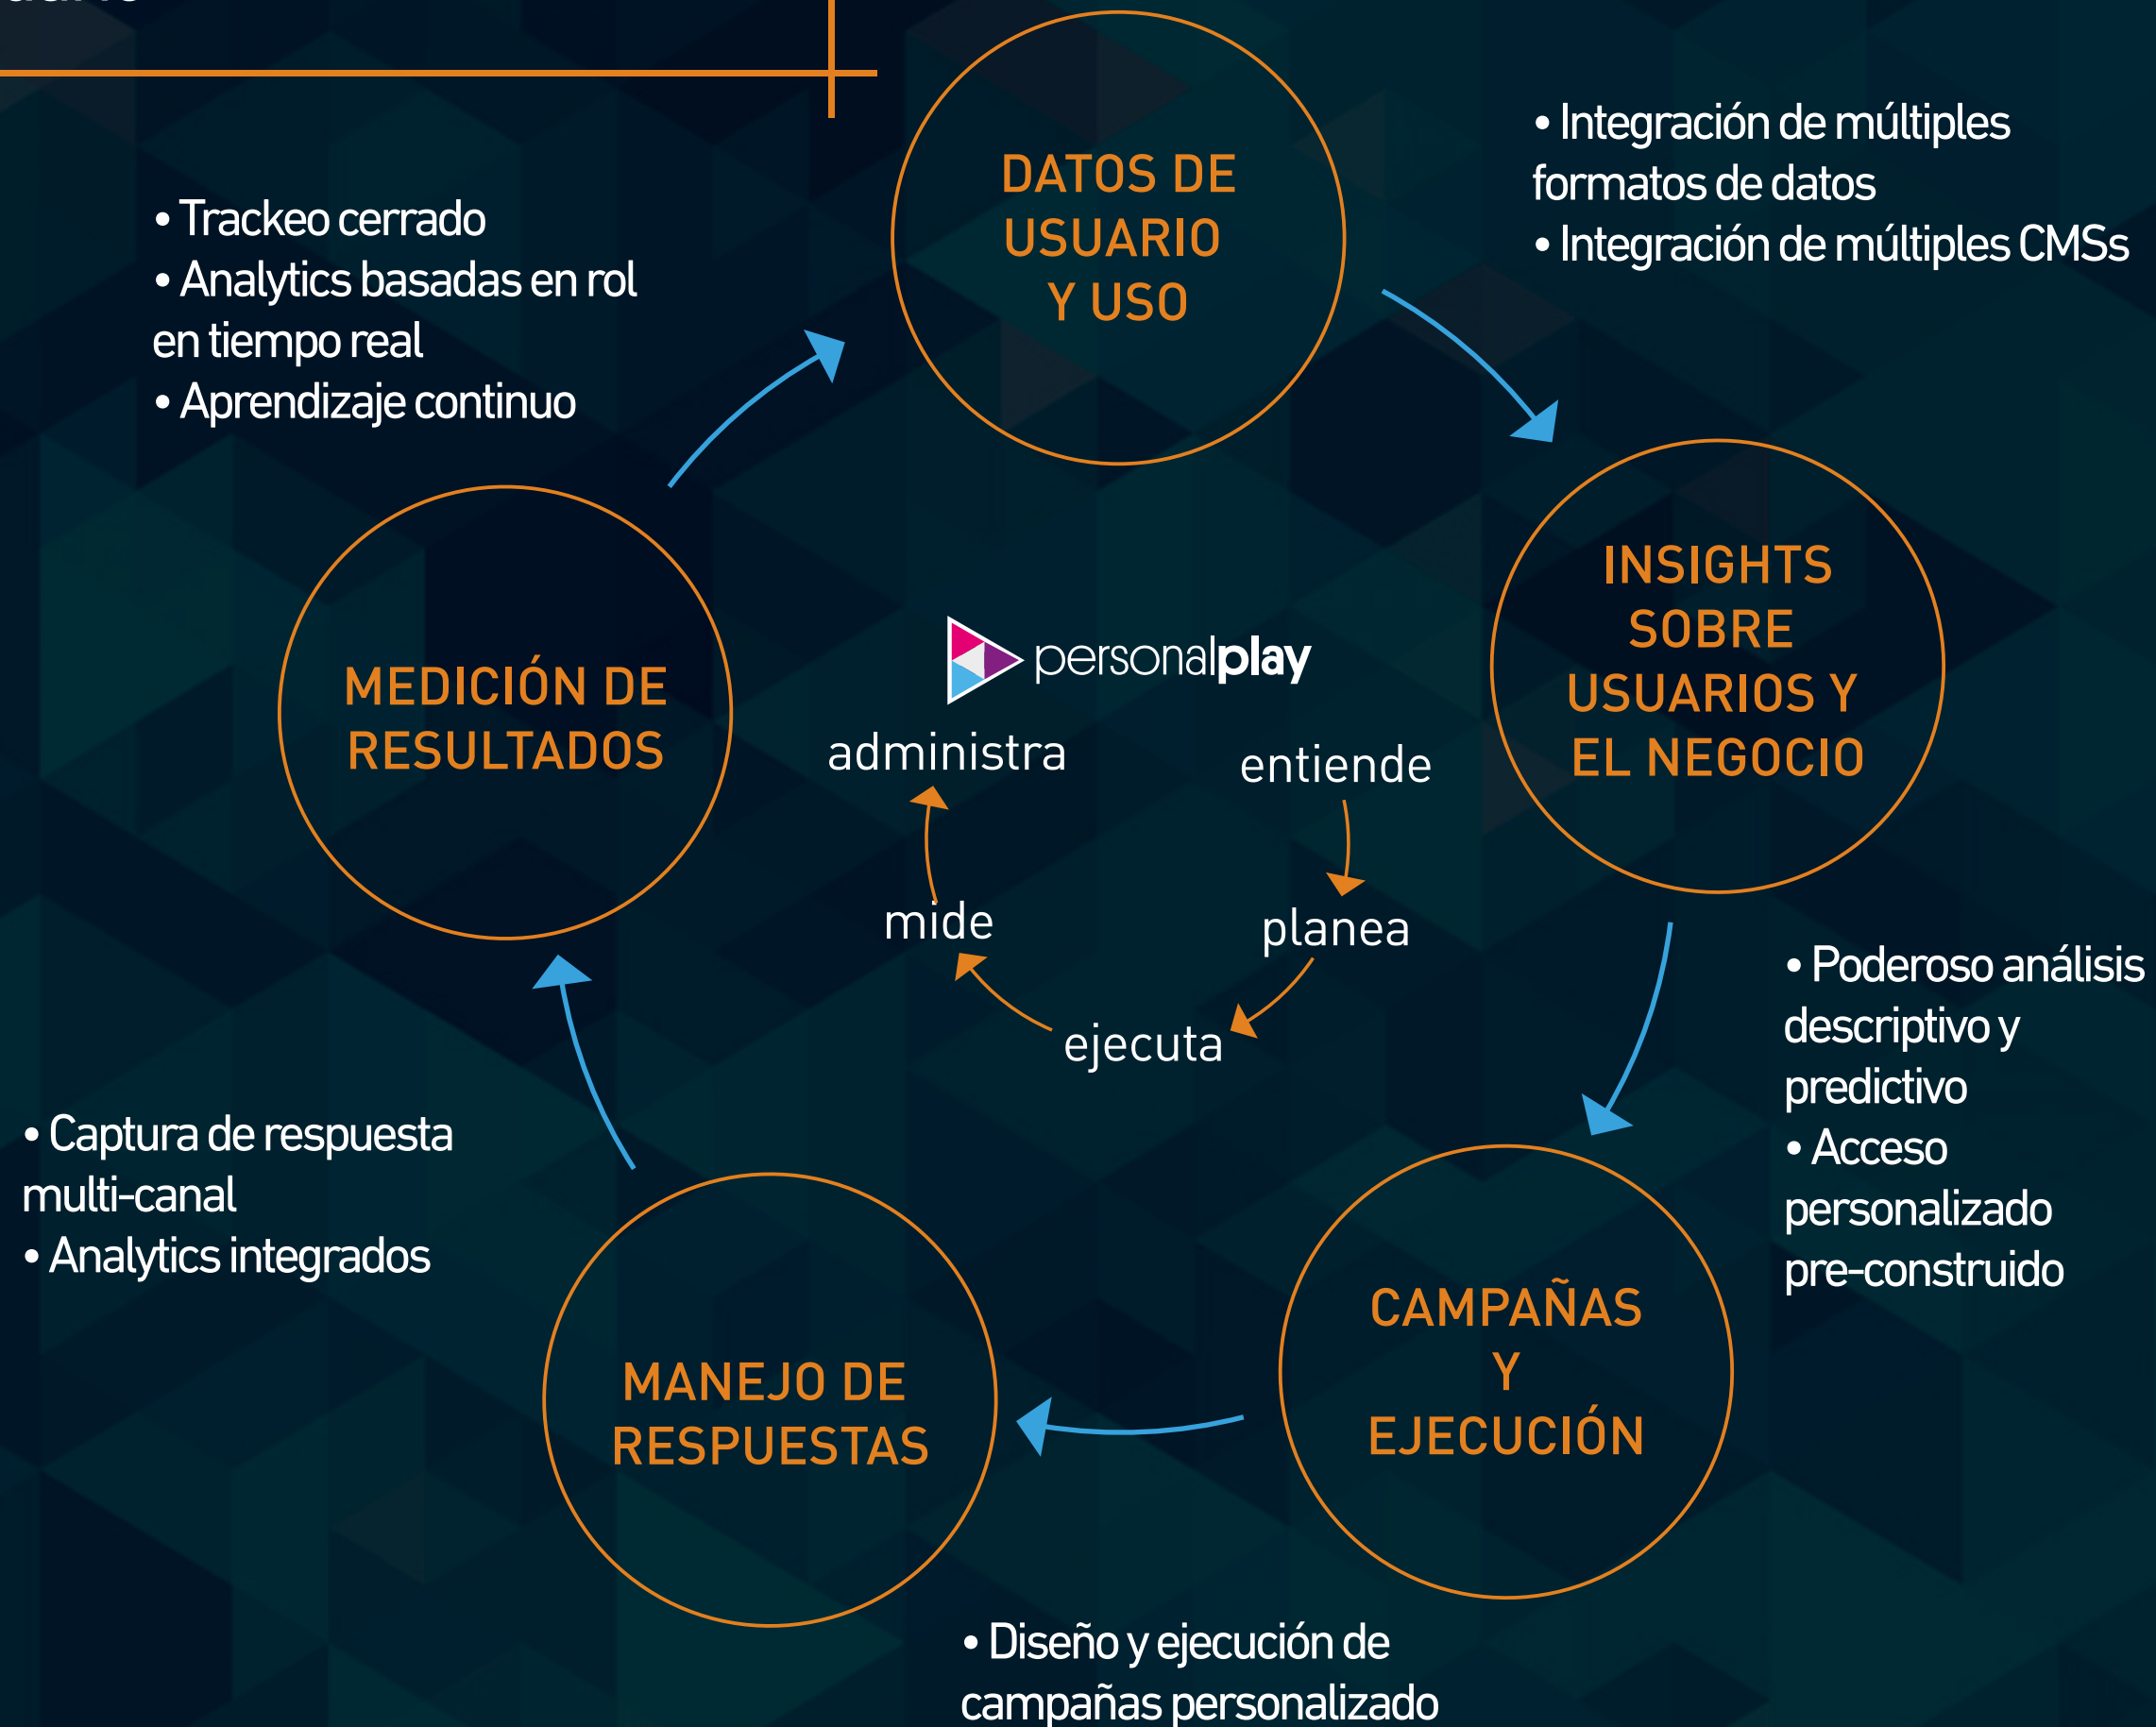 DATOS DE
USUARIO
Y USO
• Integración de múltiples
formatos de datos
• Integración de múltiples CMSs
• Trackeo cerrado
• Analytics basadas en rol
en tiempo real
• Aprendizaje continuo
INSIGHTS
SOBRE
USUARIOS Y
EL NEGOCIO
MEDICIÓN DE
RESULTADOS
personalplay
administra
entiende
mide
planea
ejecuta
• Poderoso análisis
descriptivo y
predictivo
• Acceso
personalizado
pre-construido
• Captura de respuesta
multi-canal
• Analytics integrados
CAMPAÑAS
Y
EJECUCIÓN
MANEJO DE
RESPUESTAS
• Diseño y ejecución de
campañas personalizado